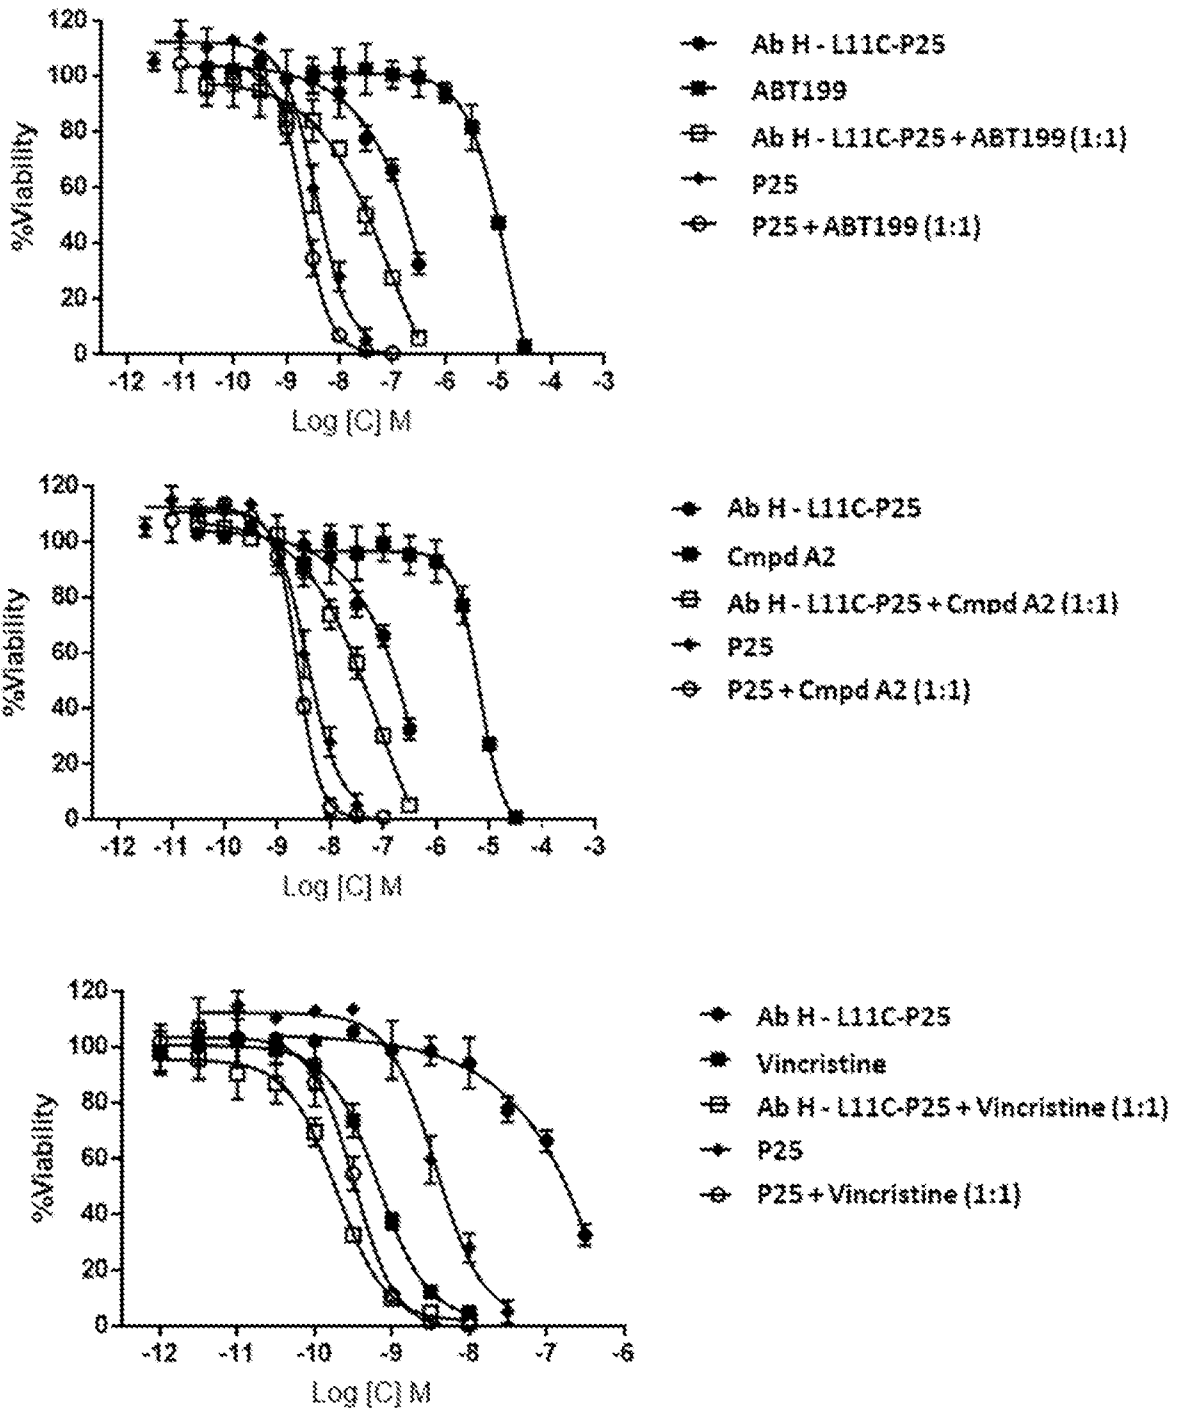 120
100
80
60
40
20
0
%Viability
-12 -11 -10 -9 -8 -7 -6 -5 -4 -3
Log [C] M
Ab H - L11C-P25
ABT199
Ab H - L11C-P25 + ABT199 (1:1)
P25
P25 + ABT199 (1:1)
120
100
80
60
40
20
0
%Viability
-12 -11 -10 -9 -8 -7 -6 -5 -4 -3
Log [C] M
Ab H - L11C-P25
Cmpd A2
Ab H - L11C-P25 + Cmpd A2 (1:1)
P25
P25 + Cmpd A2 (1:1)
120
100
80
60
40
20
0
%Viability
-12 -11 -10 -9 -8 -7 -6
Log [C] M
Ab H - L11C-P25
Vincristine
Ab H - L11C-P25 + Vincristine (1:1)
P25
P25 + Vincristine (1:1)